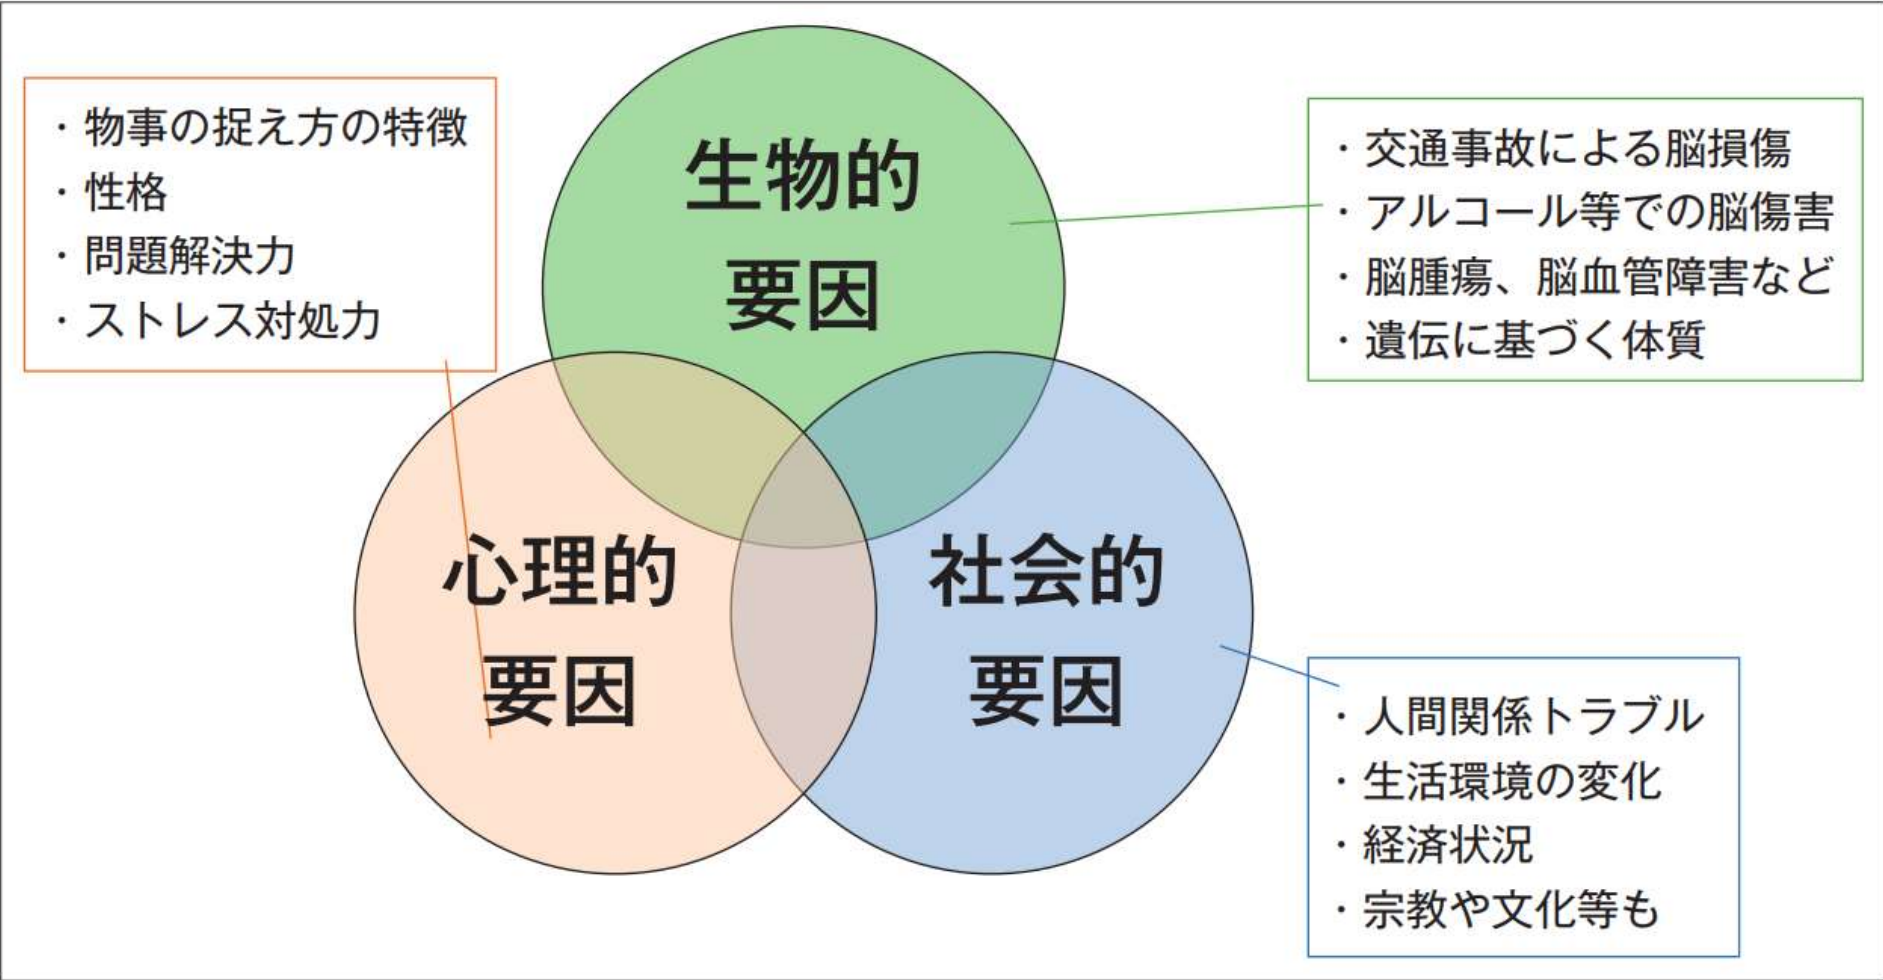 ・物事の捉え方の特徴
・性格
・問題解決力
・ストレス対処力
生物的
要因
・交通事故による脳損傷
・アルコール等での脳傷害
・脳腫瘍、脳血管障害など
・遺伝に基づく体質
心理的
要因
社会的
要因
・人間関係トラブル
・生活環境の変化
・経済状況
・宗教や文化等も